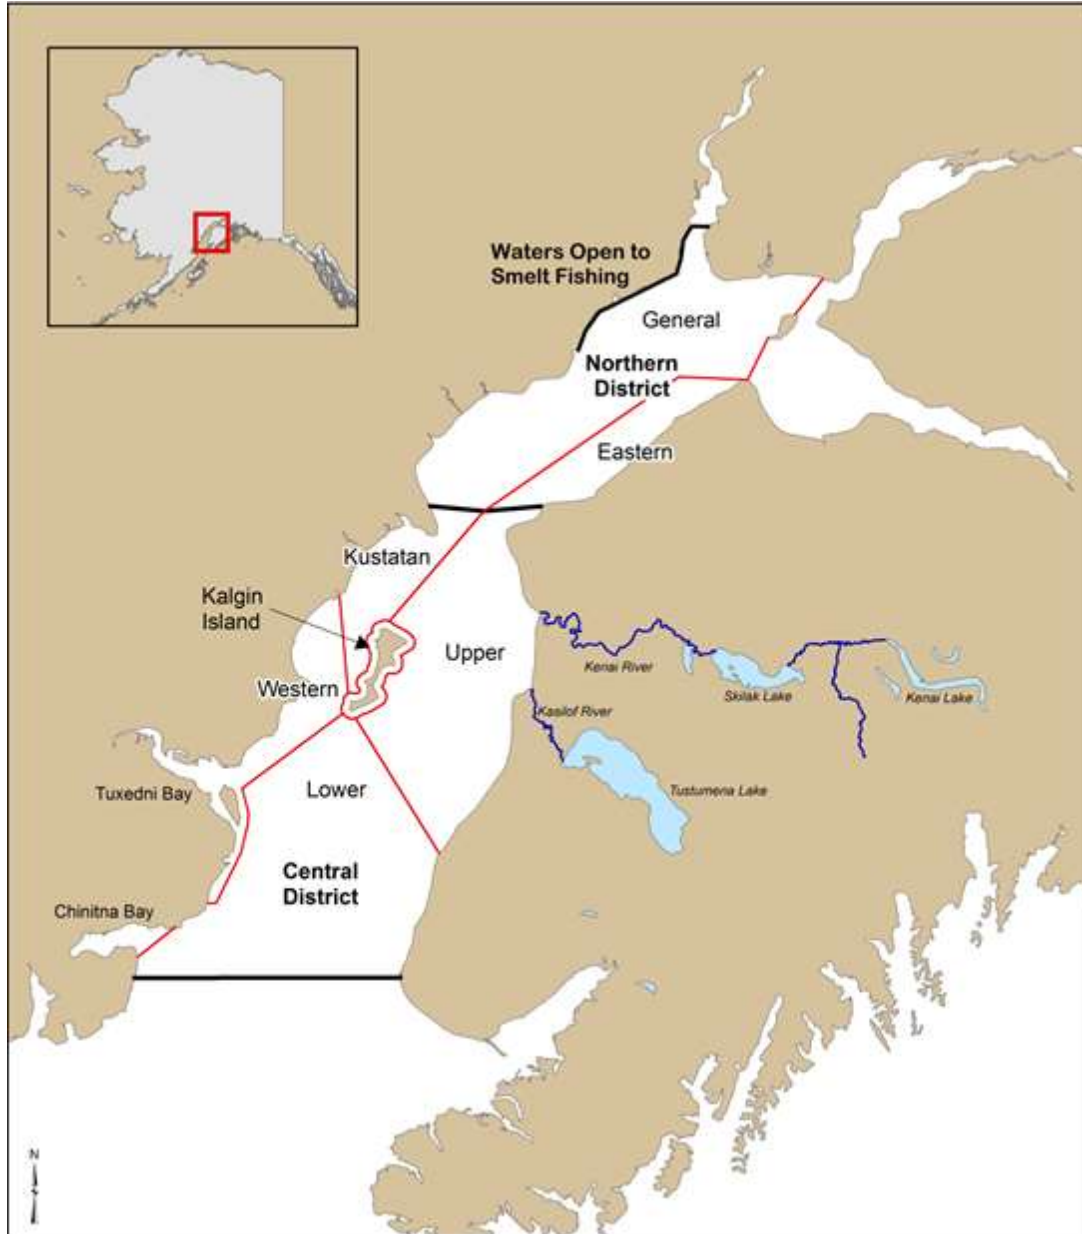 Waters Open to
Smelt Fishing
General
Northern
District
Eastern
Kustatan
Kalgin
Island
Upper
Kenai River
Skilak Lake
Kenai Lake
Western
Kasilof River
Tuxedni Bay
Lower
Tustumena Lake
Central
District
Chinitna Bay
N